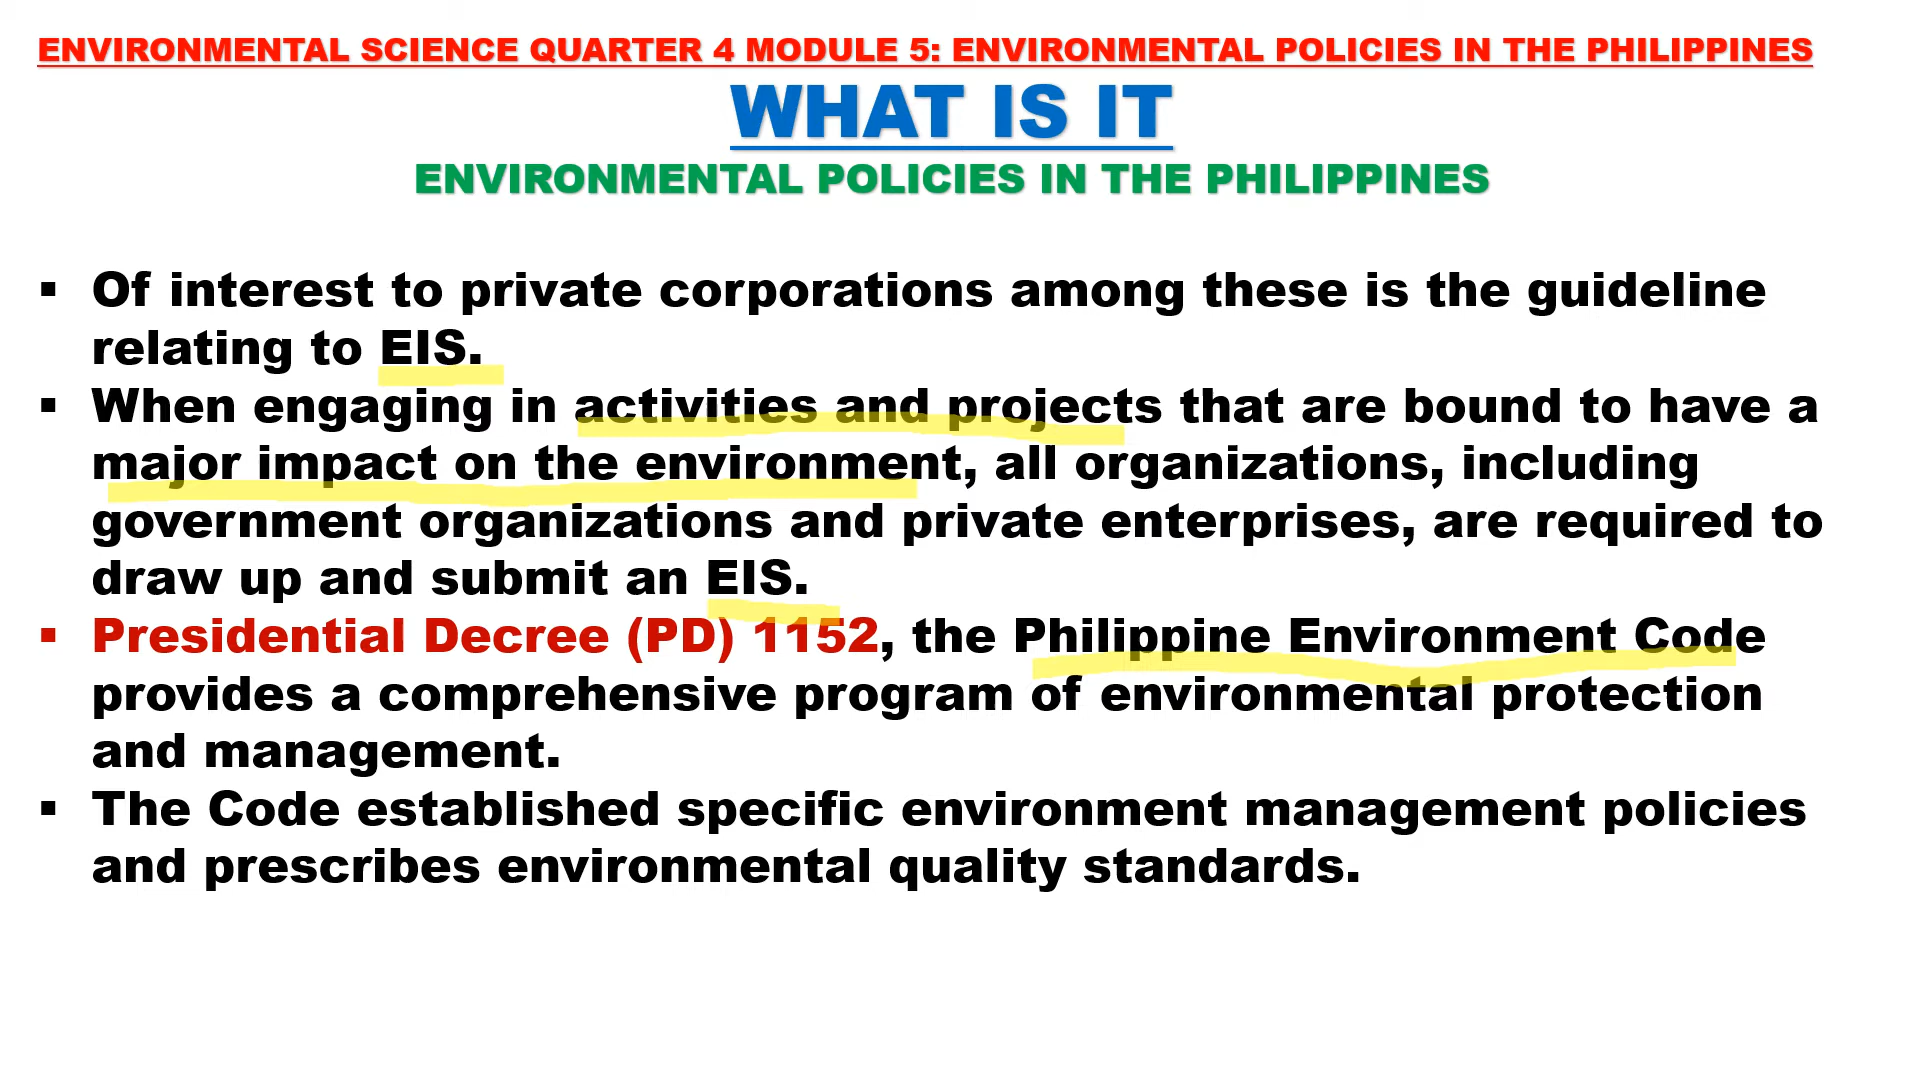 ENVIRONMENTAL SCIENCE QUARTER 4 MODULE 5: ENVIRONMENTAL POLICIES IN THE PHILIPPINES
WHAT IS IT
ENVIRONMENTAL POLICIES IN THE PHILIPPINES
▪ Of interest to private corporations among these is the guideline
relating to EIS.
▪ When engaging in activities and projects that are bound to have a
major impact on the environment, all organizations, including
government organizations and private enterprises, are required to
draw up and submit an EIS.
▪ Presidential Decree (PD) 1152, the Philippine Environment Code
provides a comprehensive program of environmental protection
and management.
▪ The Code established specific environment management policies
and prescribes environmental quality standards.